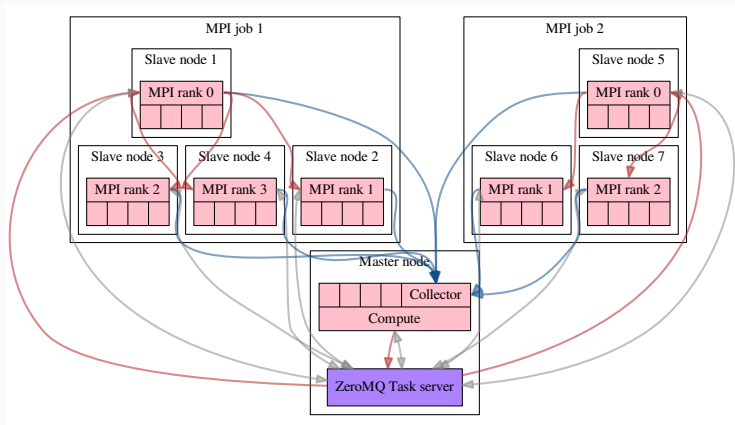 MPI job 1
MPI job 2
Slave node 1
Slave node 5
MPI rank 0
MPI rank 0
Slave node 3
Slave node 4
Slave node 2
Slave node 6
Slave node 7
MPI rank 2
MPI rank 3
MPI rank 1
MPI rank 1
MPI rank 2
Master node
Collector
Compute
ZeroMQ Task server